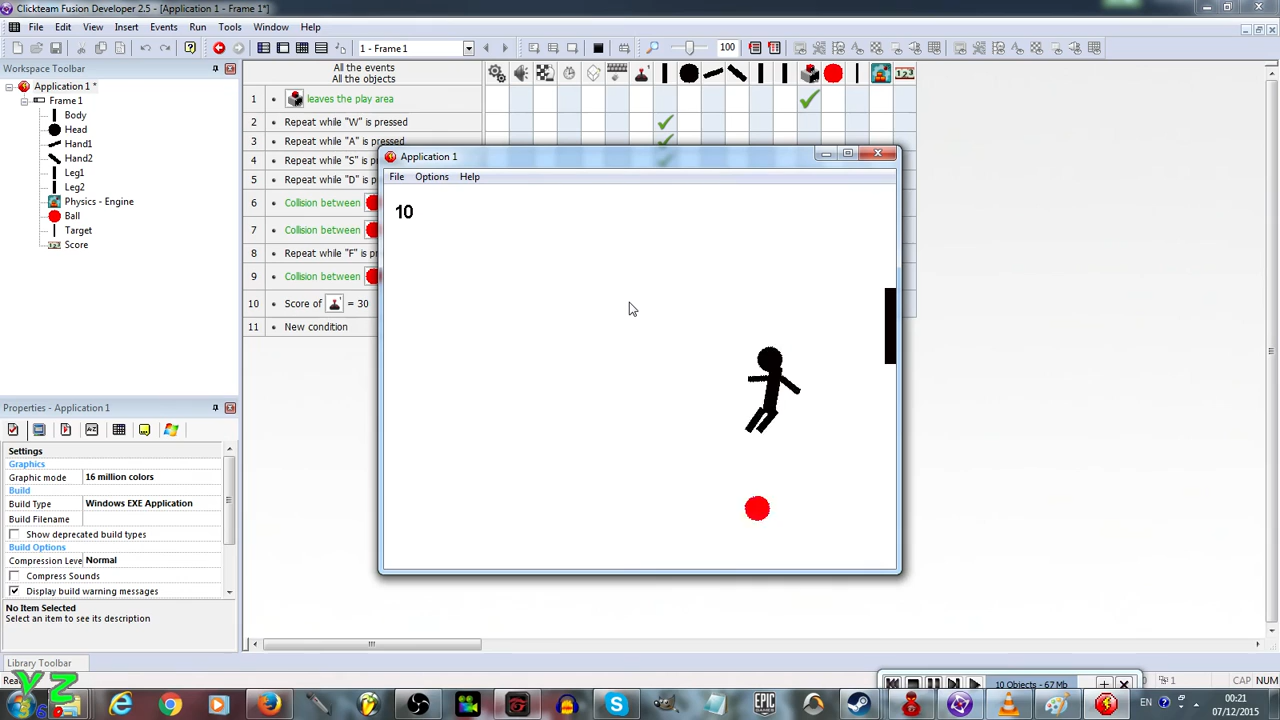 Clickteam Fusion Developer 2.5 - [Application 1 - Frame 1*]
File Edit View Insert Events Run Tools Window Help
1 - Frame 1
100
Workspace Toolbar
Application 1 *
Frame 1
Body
Head
Hand1
Hand2
Leg1
Leg2
Physics - Engine
Ball
Target
Score
All the events
All the objects
1 • leaves the play area
2 • Repeat while "W" is pressed
3 • Repeat while "A" is pressed
4 • Repeat while "S" is p
5 • Repeat while "D" is p
6 • Collision between
7 • Collision between
8 • Repeat while "F" is pr
9 • Collision between
10 • Score of = 30
11 • New condition
Application 1
File Options Help
10
Properties - Application 1
Settings
Graphics
Graphic mode 16 million colors
Build
Build Type Windows EXE Application
Build Filename
Show deprecated build types
Build Options
Compression Leve Normal
Compress Sounds
Display build warning messages
No Item Selected
Select an item to see its description
Library Toolbar
YZ
10 Objects - 67 Mb
1
CAP NUM
EPIC GAMES
EN
00:21
07/12/2015